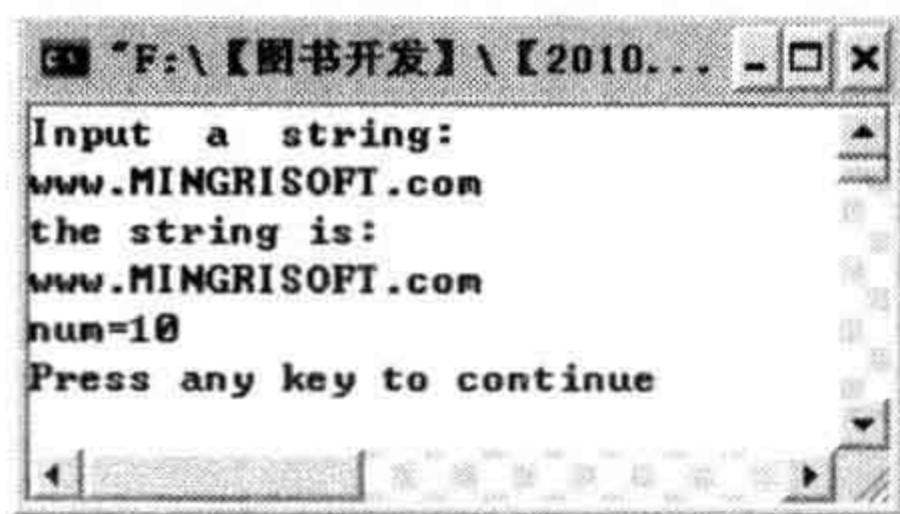 "F:\【图书开发】\【2010...
Input  a  string:
www.MINGRISOFT.com
the string is:
www.MINGRISOFT.com
num=10
Press any key to continue